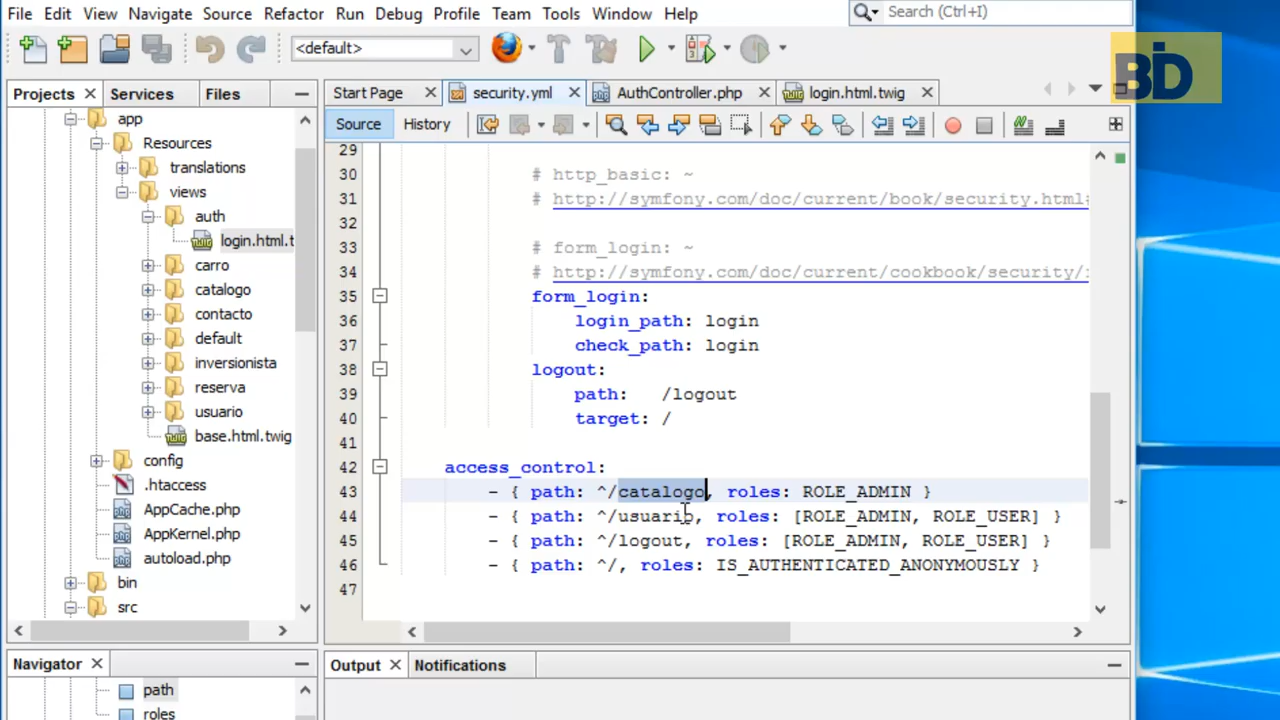 File Edit View Navigate Source Refactor Run Debug Profile Team Tools Window Help
Search (Ctrl+I)
<default>
BID
Projects
Services
Files
Start Page
security.yml
AuthController.php
login.html.twig
Source
History
app
Resources
translations
views
auth
login.html.t
carro
catalogo
contacto
default
inversionista
reserva
usuario
base.html.twig
config
.htaccess
AppCache.php
AppKernel.php
autoload.php
bin
src
29
30 # http_basic: ~
31 # http://symfony.com/doc/current/book/security.html
32
33 # form_login: ~
34 # http://symfony.com/doc/current/cookbook/security/
35 form_login:
36 login_path: login
37 check_path: login
38 logout:
39 path: /logout
40 target: /
41
42 access_control:
43 - { path: ^/catalogo, roles: ROLE_ADMIN }
44 - { path: ^/usuario, roles: [ROLE_ADMIN, ROLE_USER] }
45 - { path: ^/logout, roles: [ROLE_ADMIN, ROLE_USER] }
46 - { path: ^/, roles: IS_AUTHENTICATED_ANONYMOUSLY }
47
Navigator
path
roles
Output
Notifications